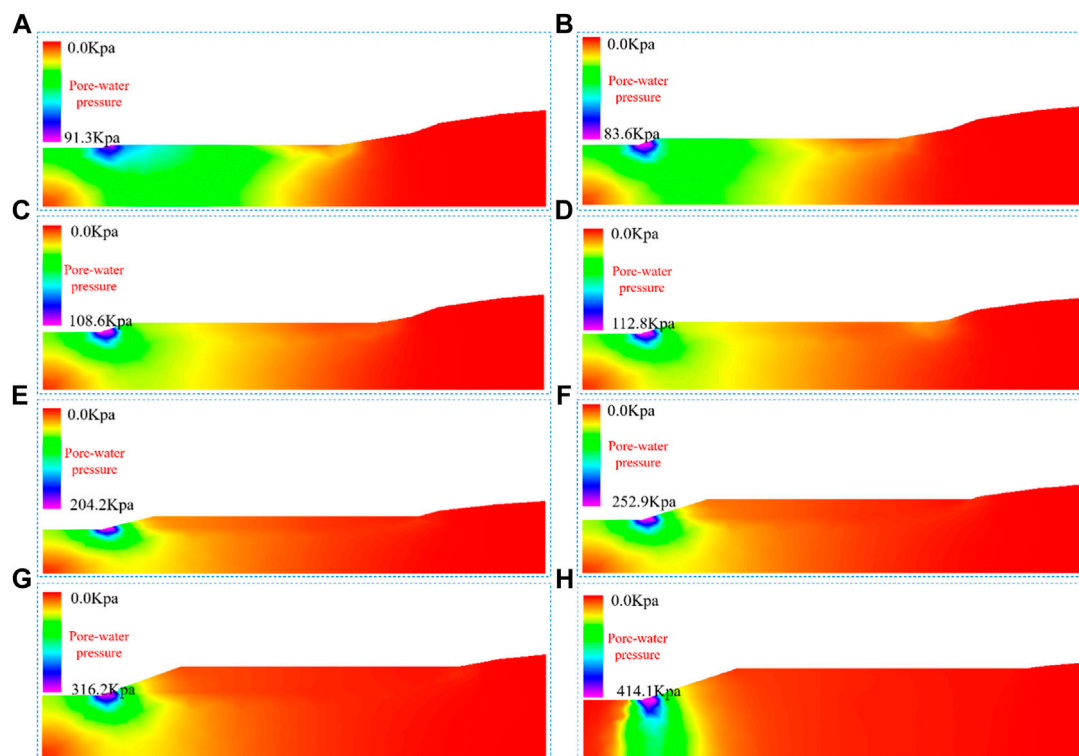 A
0.0Kpa
Pore-water
pressure
91.3Kpa
B
0.0Kpa
Pore-water
pressure
83.6Kpa
C
0.0Kpa
Pore-water
pressure
108.6Kpa
D
0.0Kpa
Pore-water
pressure
112.8Kpa
E
0.0Kpa
Pore-water
pressure
204.2Kpa
F
0.0Kpa
Pore-water
pressure
252.9Kpa
G
0.0Kpa
Pore-water
pressure
316.2Kpa
H
0.0Kpa
Pore-water
pressure
414.1Kpa